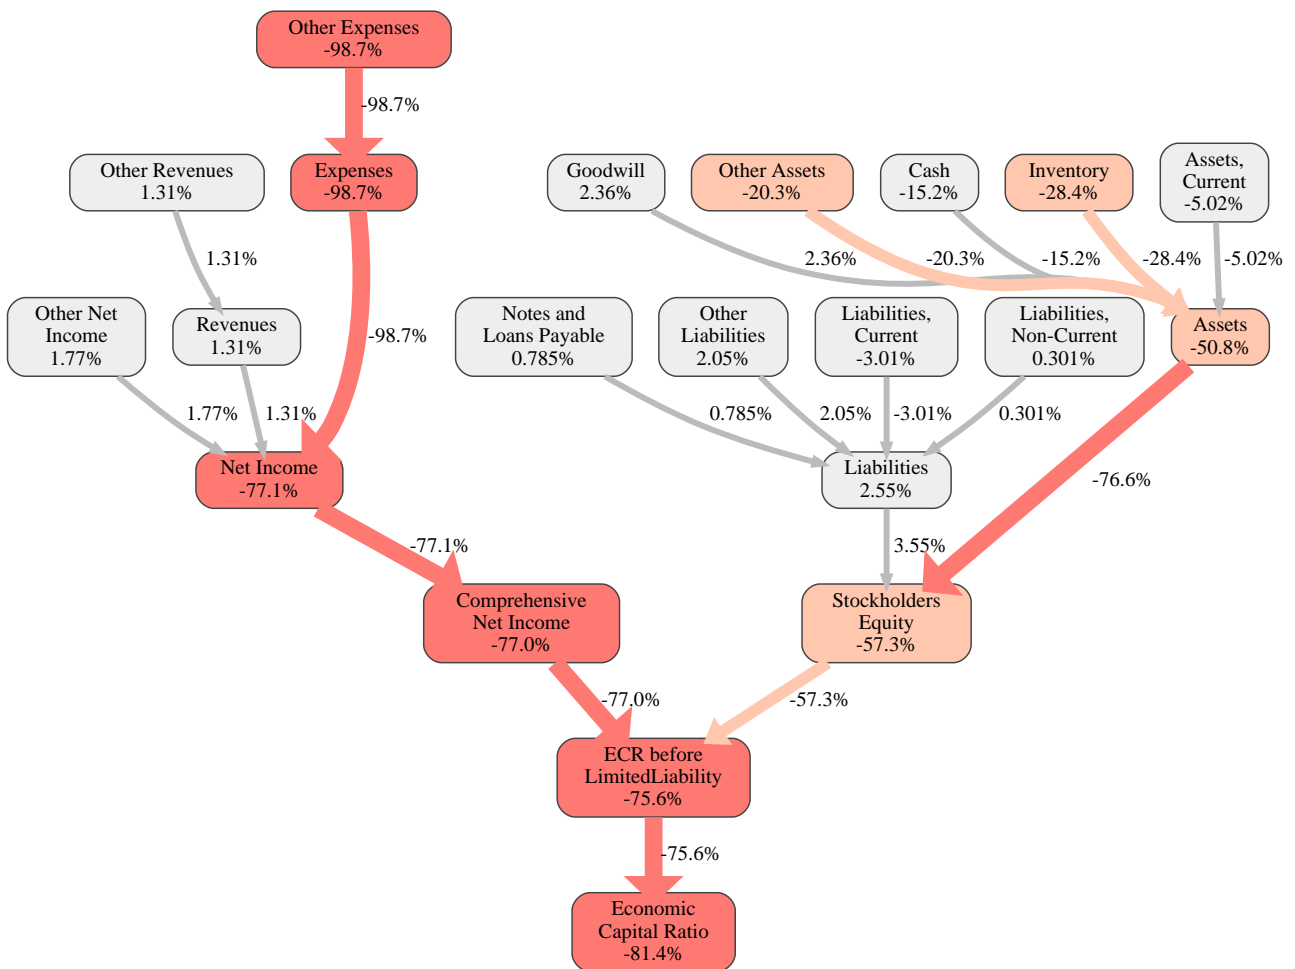 Other Expenses
-98.7%
-98.7%
Other Revenues
1.31%
Expenses
-98.7%
Goodwill
2.36%
Other Assets
-20.3%
Cash
-15.2%
Inventory
-28.4%
Assets,
Current
-5.02%
1.31%
2.36%
-20.3%
-15.2%
-28.4%
-5.02%
Other Net
Income
1.77%
Revenues
1.31%
-98.7%
Notes and
Loans Payable
0.785%
Other
Liabilities
2.05%
Liabilities,
Current
-3.01%
Liabilities,
Non-Current
0.301%
Assets
-50.8%
1.77%
1.31%
0.785%
2.05%
-3.01%
0.301%
Net Income
-77.1%
Liabilities
2.55%
-76.6%
-77.1%
3.55%
Comprehensive
Net Income
-77.0%
Stockholders
Equity
-57.3%
-77.0%
-57.3%
ECR before
LimitedLiability
-75.6%
-75.6%
Economic
Capital Ratio
-81.4%